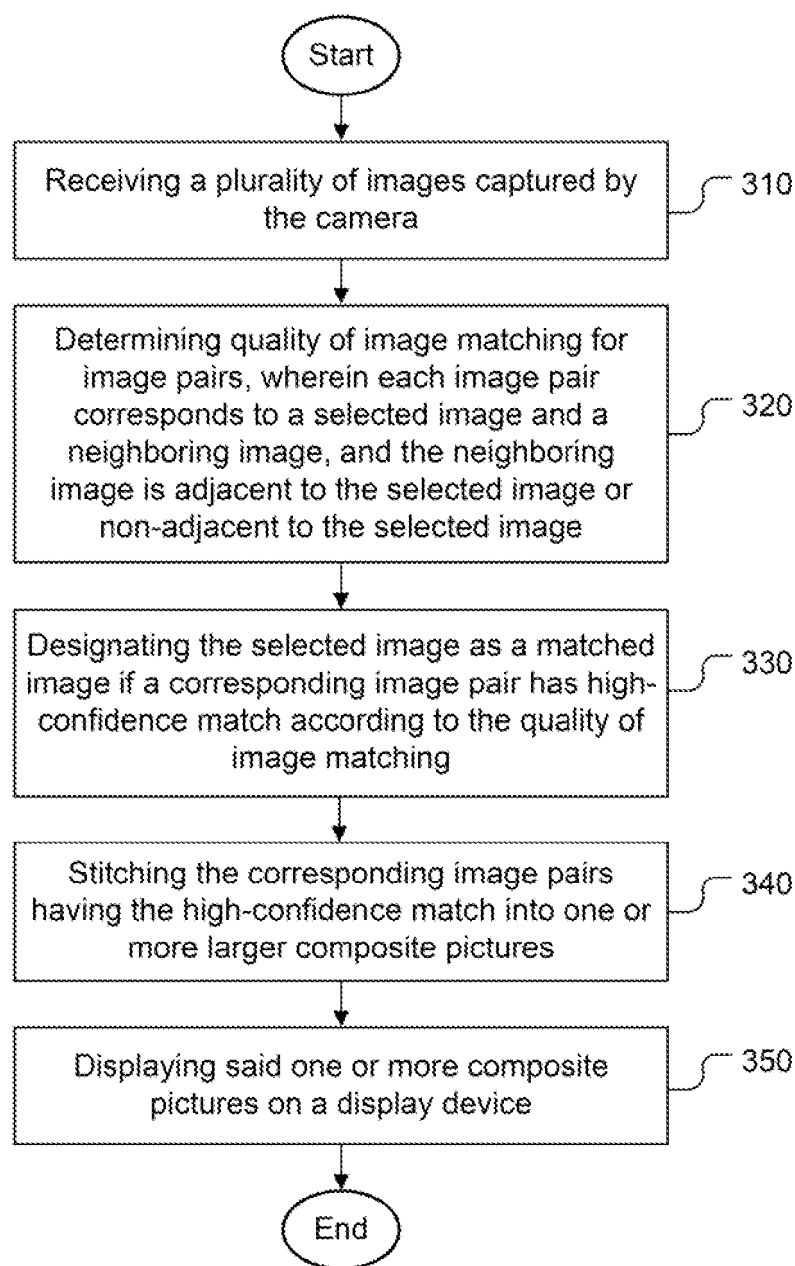 Start
Receiving a plurality of images captured by
the camera
310
Determining quality of image matching for
image pairs, wherein each image pair
corresponds to a selected image and a
neighboring image, and the neighboring
image is adjacent to the selected image or
non-adjacent to the selected image
320
Designating the selected image as a matched
image if a corresponding image pair has high-
confidence match according to the quality of
image matching
330
Stitching the corresponding image pairs
having the high-confidence match into one or
more larger composite pictures
340
Displaying said one or more composite
pictures on a display device
350
End